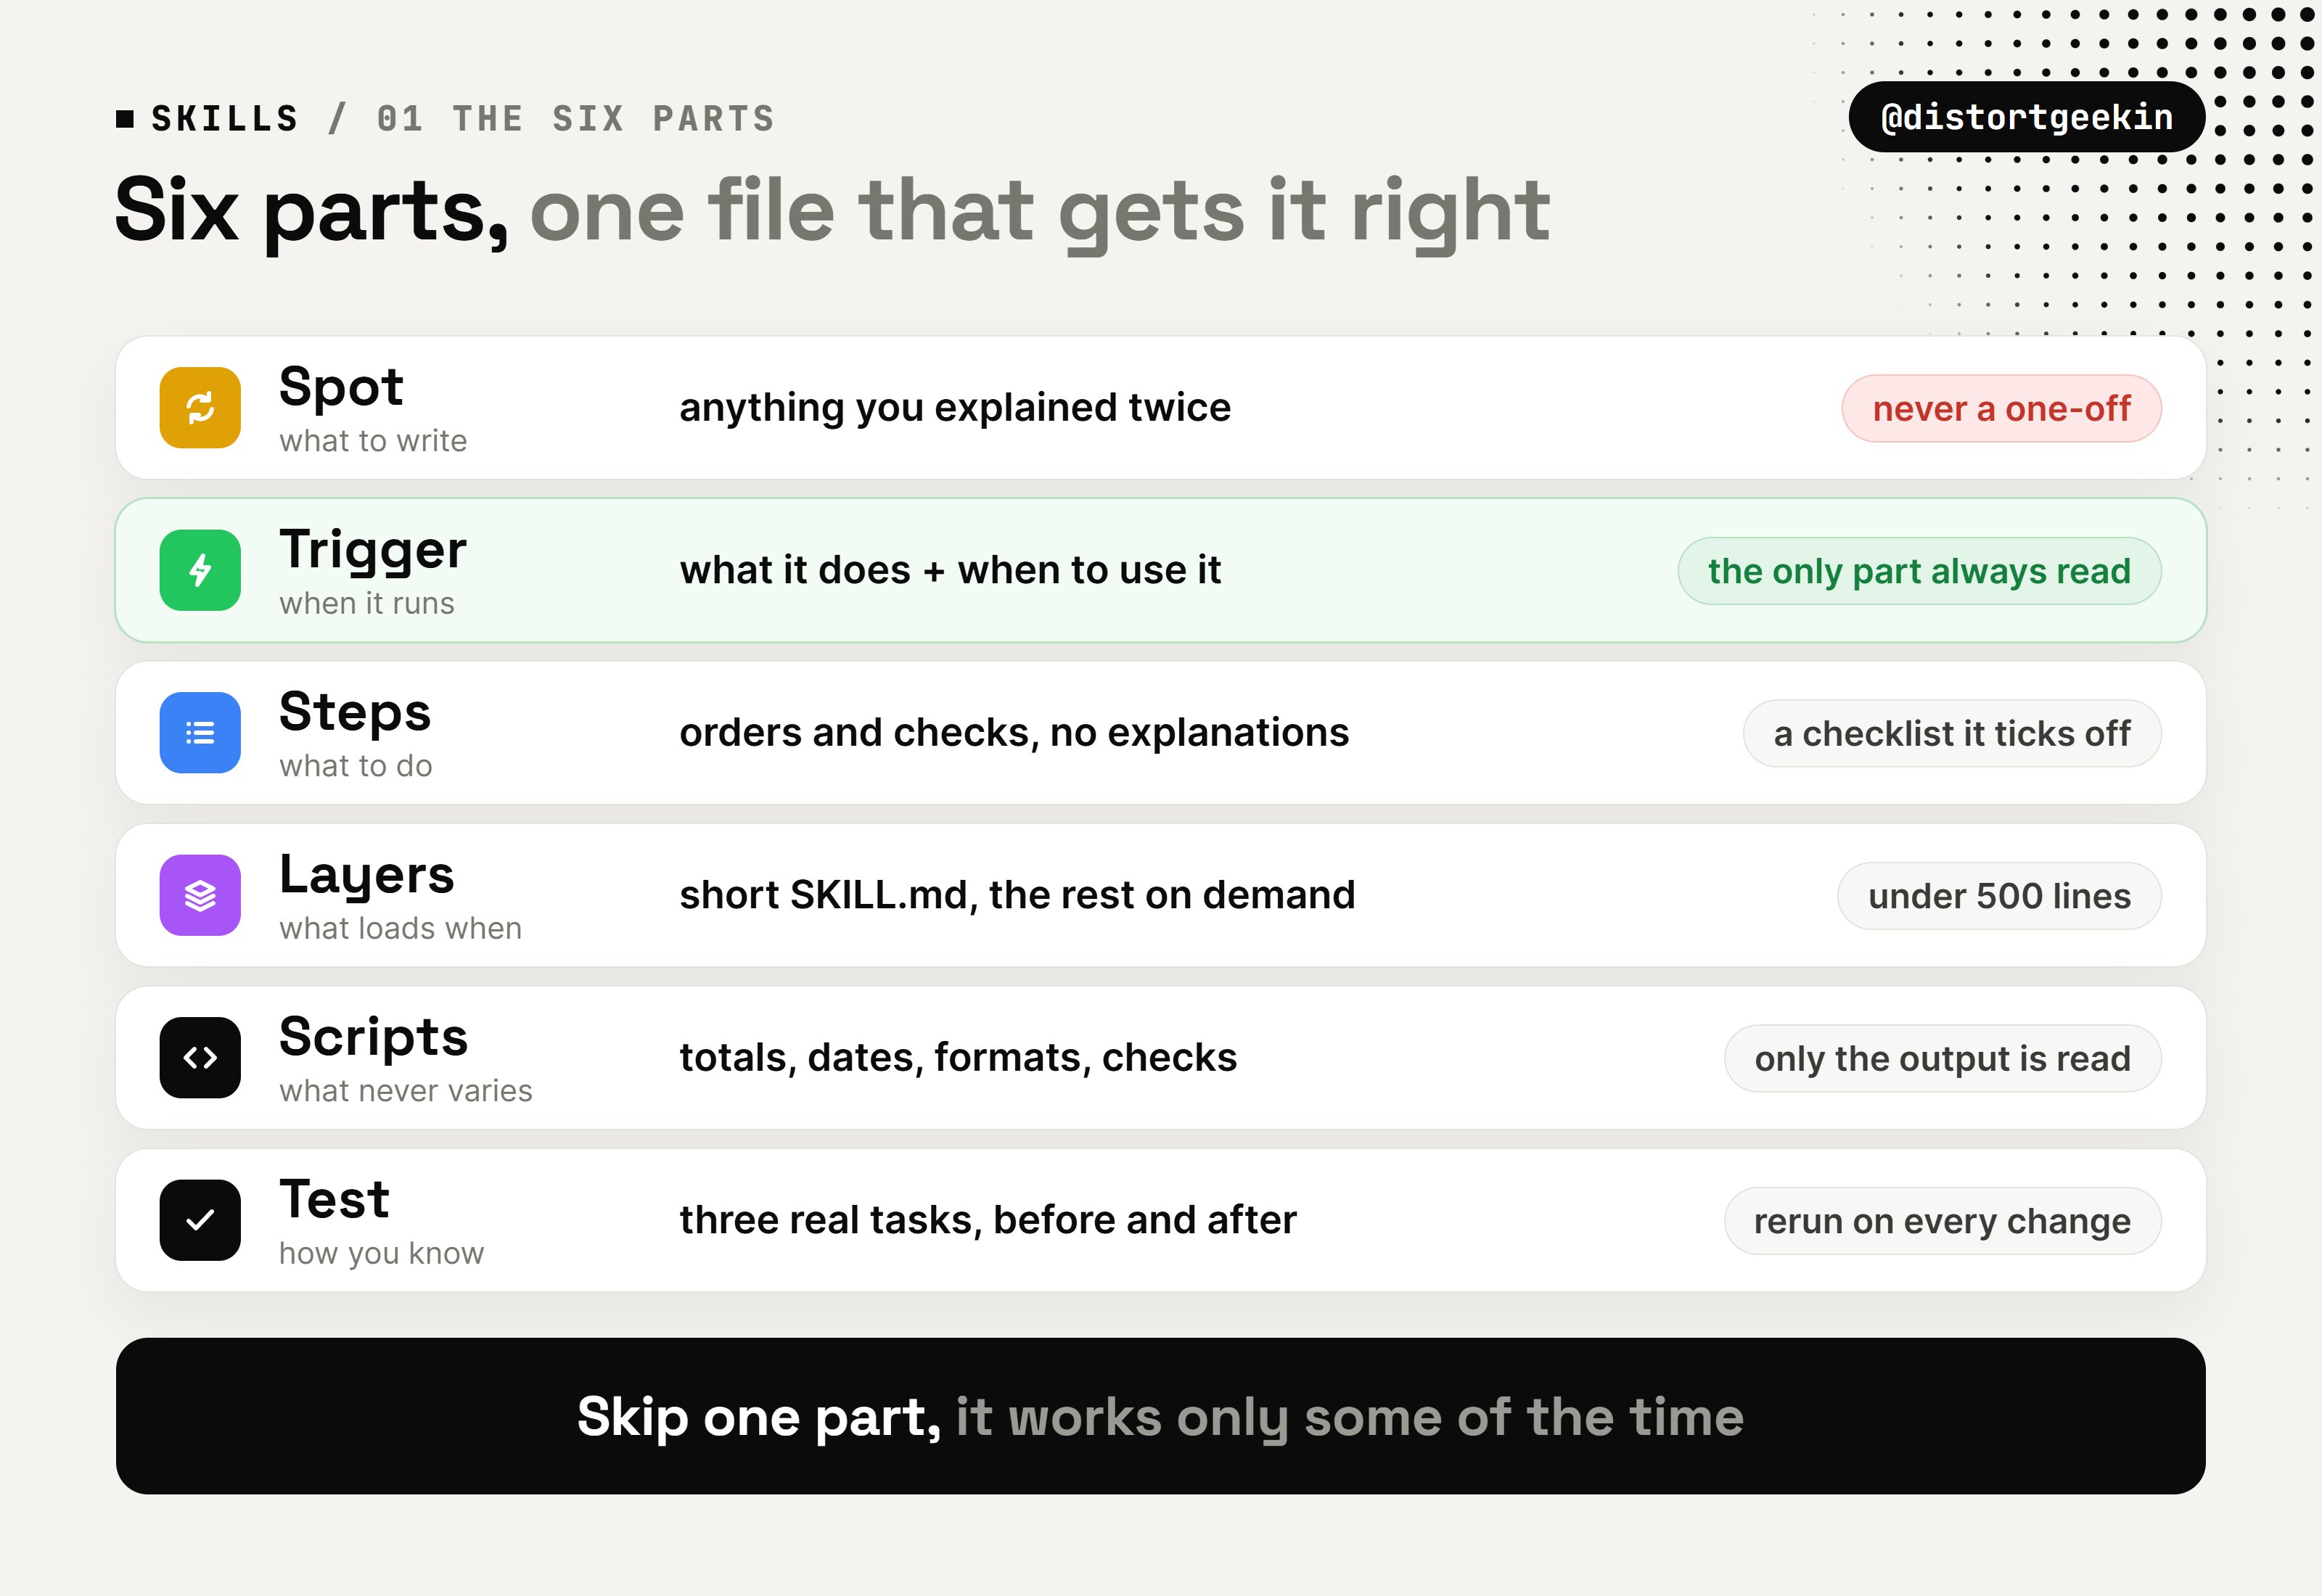 SKILLS / 01 THE SIX PARTS
@distortgeekin
Six parts, one file that gets it right
Spot
what to write
anything you explained twice
never a one-off
Trigger
when it runs
what it does + when to use it
the only part always read
Steps
what to do
orders and checks, no explanations
a checklist it ticks off
Layers
what loads when
short SKILL.md, the rest on demand
under 500 lines
Scripts
what never varies
totals, dates, formats, checks
only the output is read
Test
how you know
three real tasks, before and after
rerun on every change
Skip one part, it works only some of the time